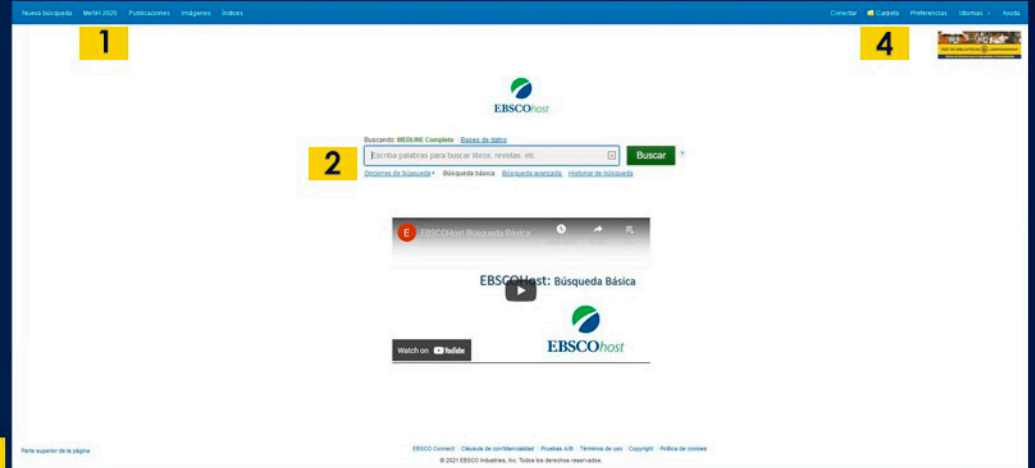 Nueva búsqueda MeSH 2020 Publicaciones Imágenes Índices
Conectar Carpeta Preferencias Idiomas Ayuda
1
4
EBSCOhost
Buscando: MEDLINE Complete Bases de datos
2
Escriba palabras para buscar libros, revistas, etc
Buscar
Opciones de búsqueda Búsqueda básica Búsqueda avanzada Historial de búsqueda
E EBSCOHost Búsqueda Básica
EBSCOHost: Búsqueda Básica
EBSCOhost
Watch on YouTube
Parte superior de la página
EBSCO Connect Cláusula de confidencialidad Pruebas A/B Términos de uso Copyright Política de cookies
© 2021 EBSCO Industries, Inc. Todos los derechos reservados.